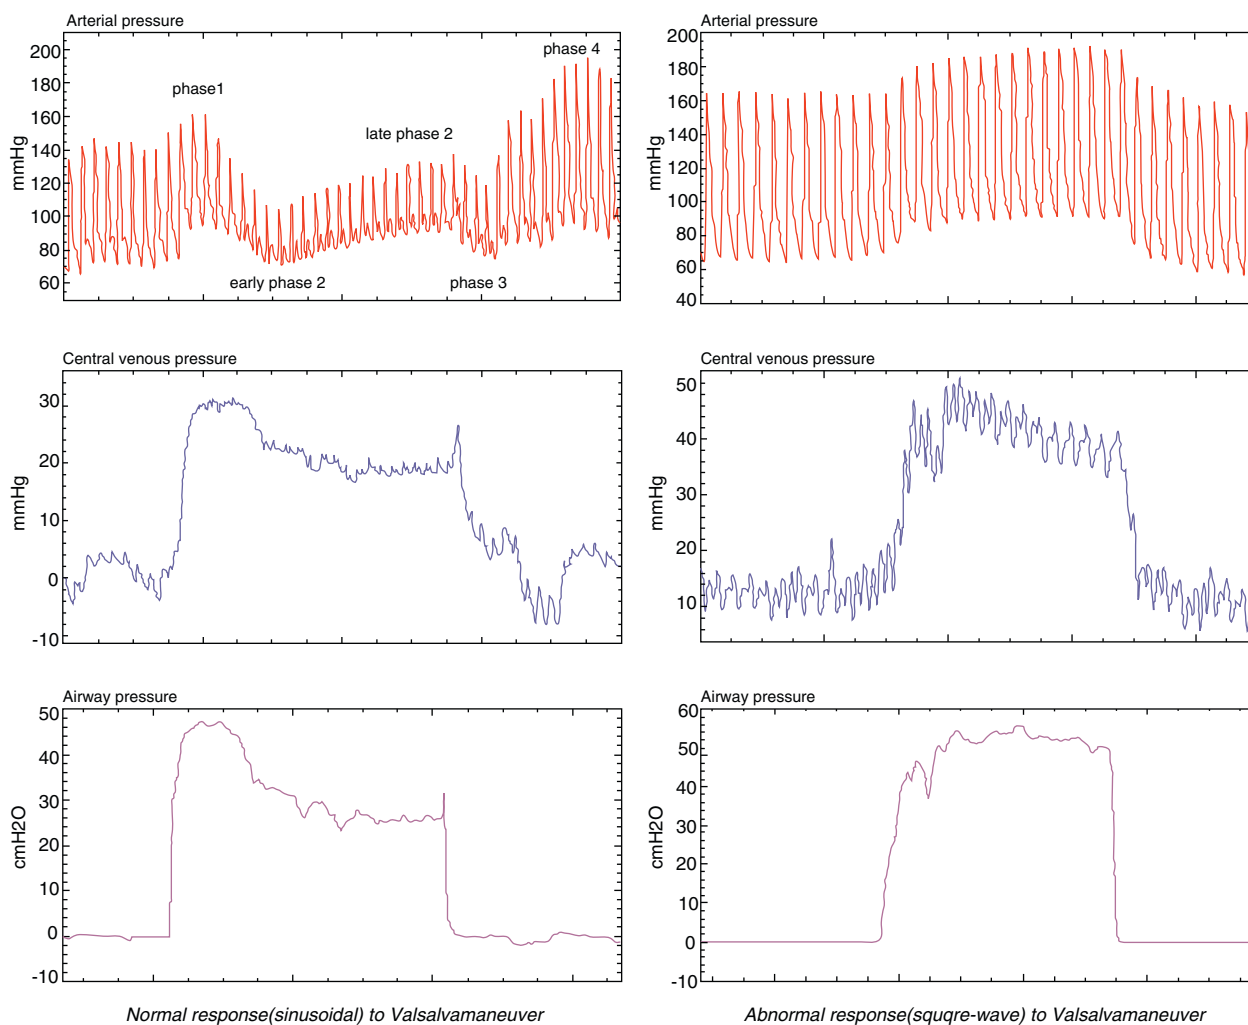 Arterial pressure
200
180
160
140
120
100
80
60
mmHg
phase1
early phase 2
late phase 2
phase 3
phase 4
Arterial pressure
200
180
160
140
120
100
80
60
40
mmHg
Central venous pressure
30
20
10
0
-10
mmHg
Central venous pressure
50
40
30
20
10
mmHg
Airway pressure
50
40
30
20
10
0
-10
cmH2O
Airway pressure
60
50
40
30
20
10
0
-10
cmH2O
Normal response(sinusoidal) to Valsalvamaneuver
Abnormal response(squqre-wave) to Valsalvamaneuver